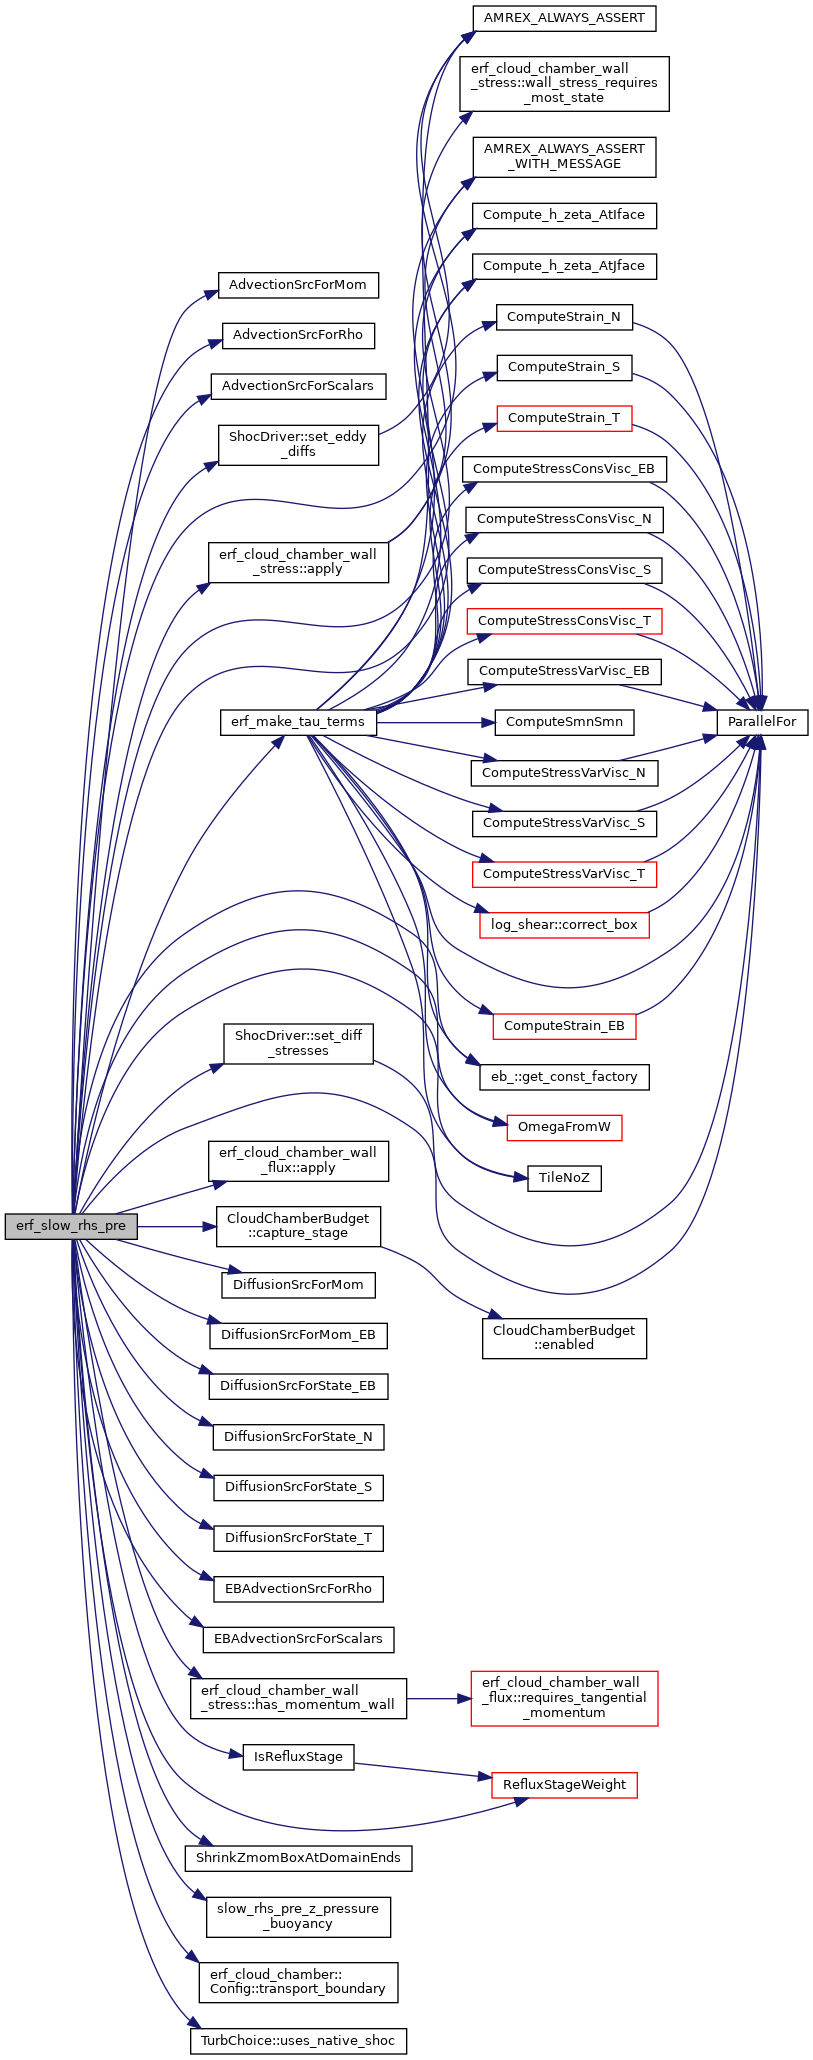 AMREX_ALWAYS_ASSERT
erf_cloud_chamber_wall
_stress::wall_stress_requires
_most_state
AMREX_ALWAYS_ASSERT
_WITH_MESSAGE
Compute_h_zeta_AtIface
Compute_h_zeta_AtJface
AdvectionSrcForMom
ComputeStrain_N
AdvectionSrcForRho
ComputeStrain_S
AdvectionSrcForScalars
ComputeStrain_T
ShocDriver::set_eddy
_diffs
ComputeStressConsVisc_EB
ComputeStressConsVisc_N
erf_cloud_chamber_wall
_stress::apply
ComputeStressConsVisc_S
ComputeStressConsVisc_T
ComputeStressVarVisc_EB
erf_make_tau_terms
ComputeSmnSmn
ParallelFor
ComputeStressVarVisc_N
ComputeStressVarVisc_S
ComputeStressVarVisc_T
log_shear::correct_box
ComputeStrain_EB
ShocDriver::set_diff
_stresses
eb_::get_const_factory
OmegaFromW
erf_cloud_chamber_wall
_flux::apply
TileNoZ
erf_slow_rhs_pre
CloudChamberBudget
::capture_stage
DiffusionSrcForMom
DiffusionSrcForMom_EB
CloudChamberBudget
::enabled
DiffusionSrcForState_EB
DiffusionSrcForState_N
DiffusionSrcForState_S
DiffusionSrcForState_T
EBAdvectionSrcForRho
EBAdvectionSrcForScalars
erf_cloud_chamber_wall
_stress::has_momentum_wall
erf_cloud_chamber_wall
_flux::requires_tangential
_momentum
IsRefluxStage
RefluxStageWeight
ShrinkZmomBoxAtDomainEnds
slow_rhs_pre_z_pressure
_buoyancy
erf_cloud_chamber::
Config::transport_boundary
TurbChoice::uses_native_shoc